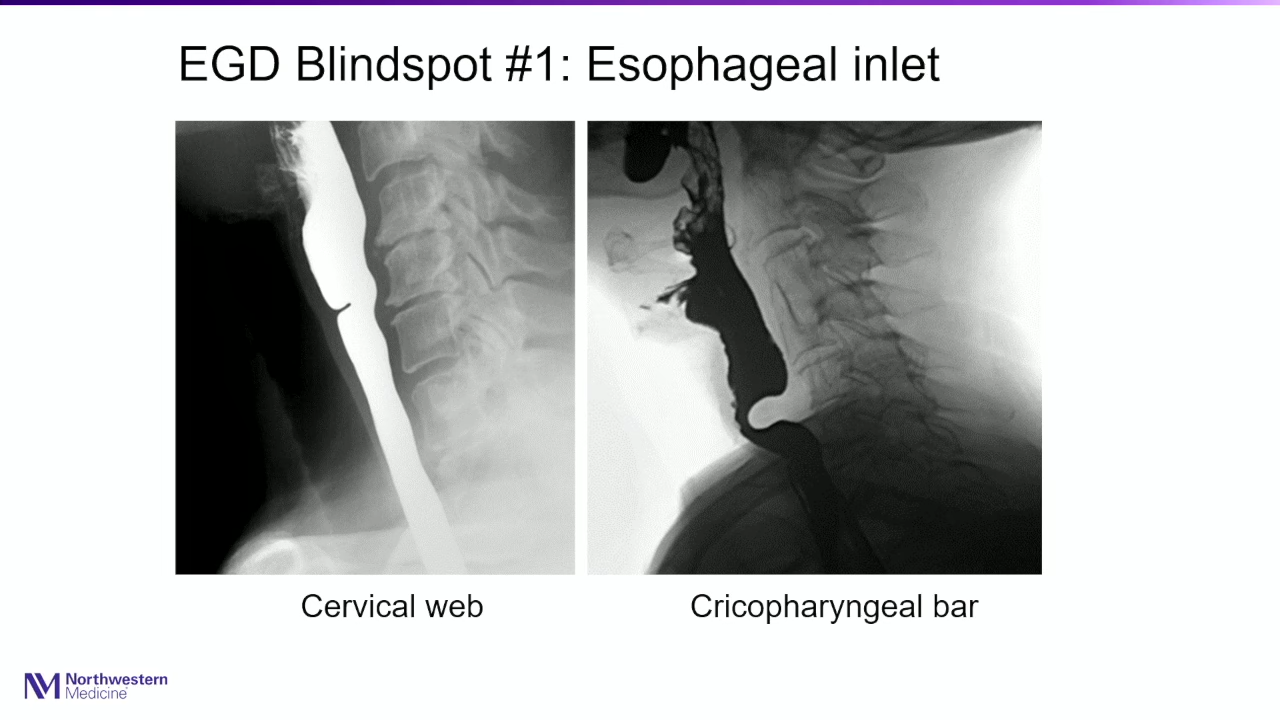 EGD Blindspot #1: Esophageal inlet
Cervical web
Cricopharyngeal bar
Northwestern
Medicine